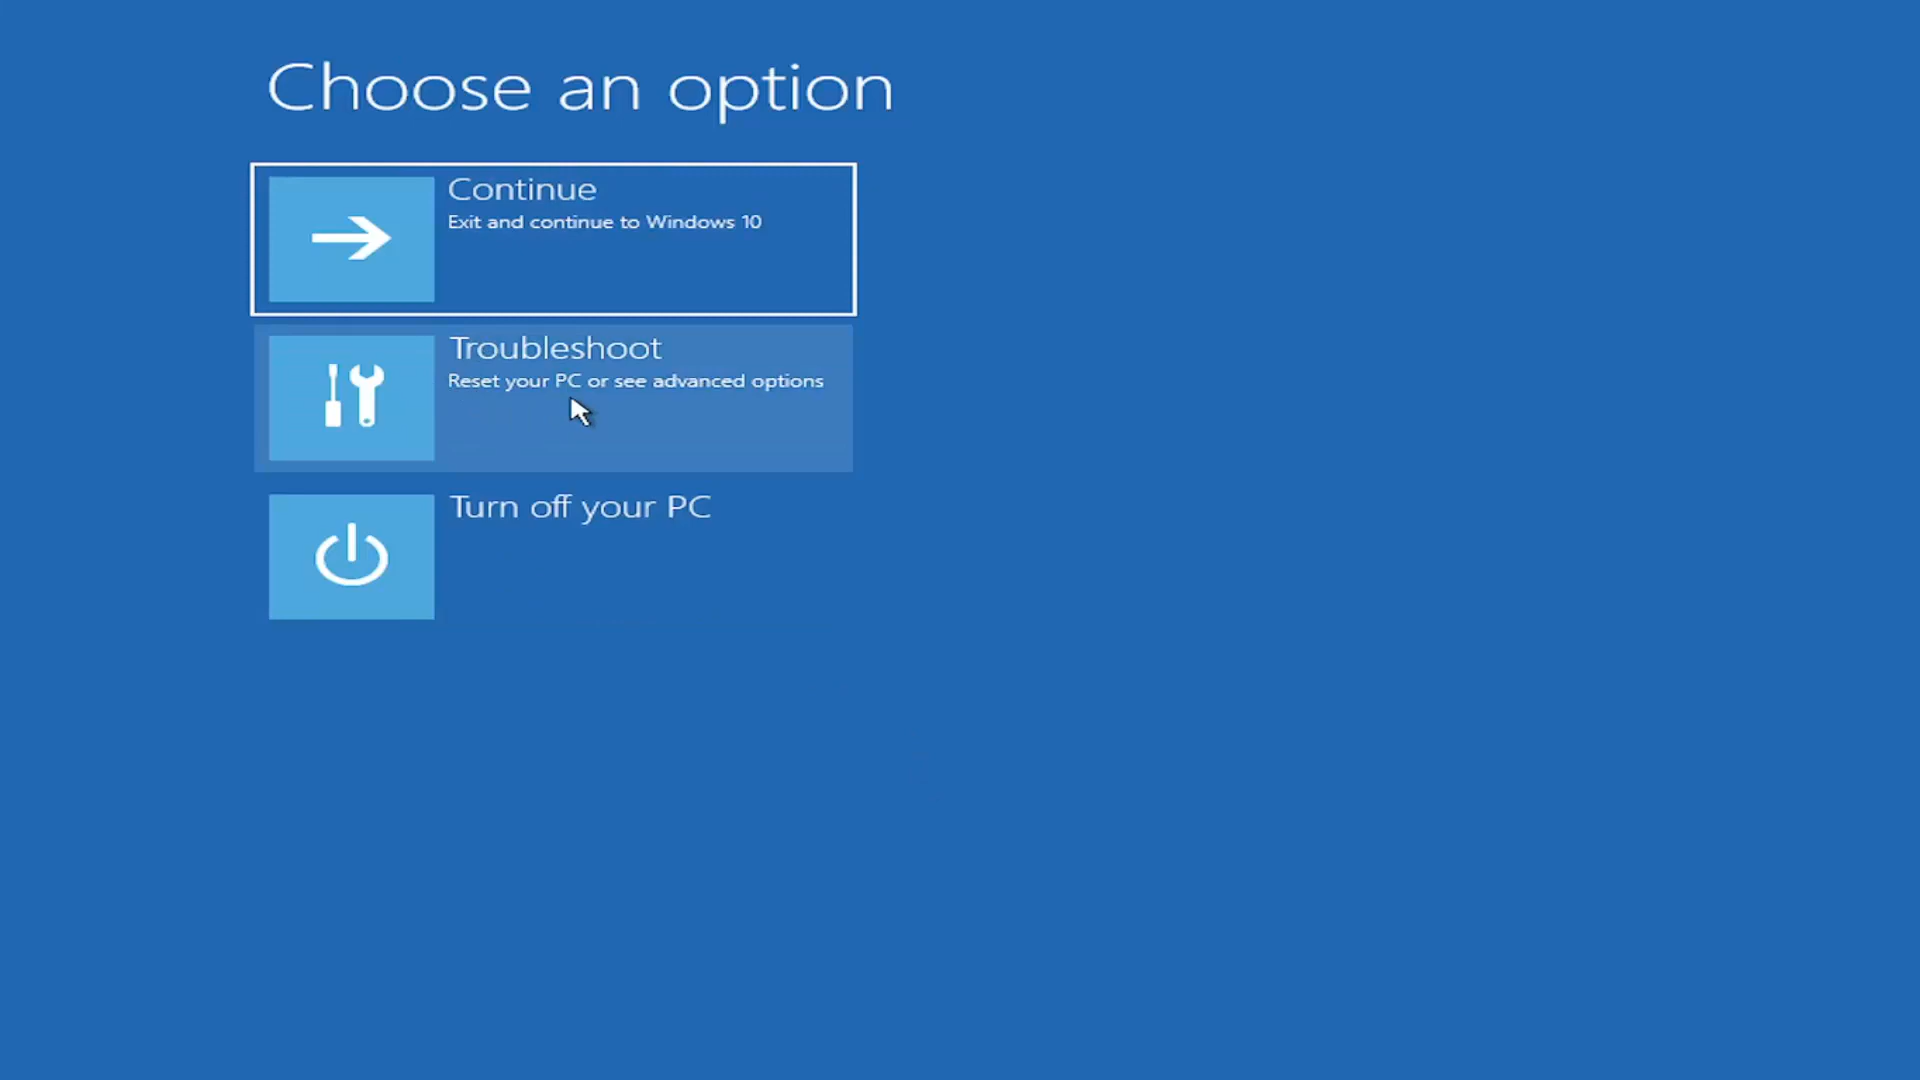 Choose an option
Continue
Exit and continue to Windows 10
Troubleshoot
Reset your PC or see advanced options
Turn off your PC